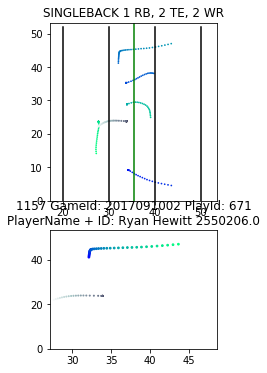 SINGLEBACK 1 RB, 2 TE, 2 WR
50
40
30
20
10
0
20 30 40 50
1157 GameId: 2017091002 PlayId: 671
PlayerName + ID: Ryan Hewitt 2550206.0
40
20
0
30 35 40 45